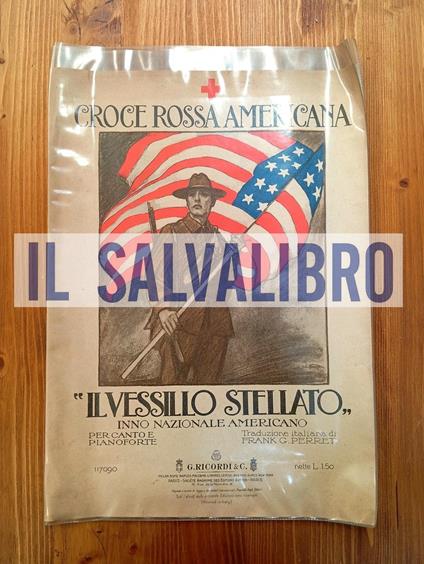 CROCE ROSSA AMERICANA
IL SALVALIBRO
"IL VESSILLO STELLATO„
INNO NAZIONALE AMERICANO
PER CANTO E
PIANOFORTE
Traduzione italiana di
FRANK G. PERRET
117090
G. RICORDI & C.
nette L. 1.50